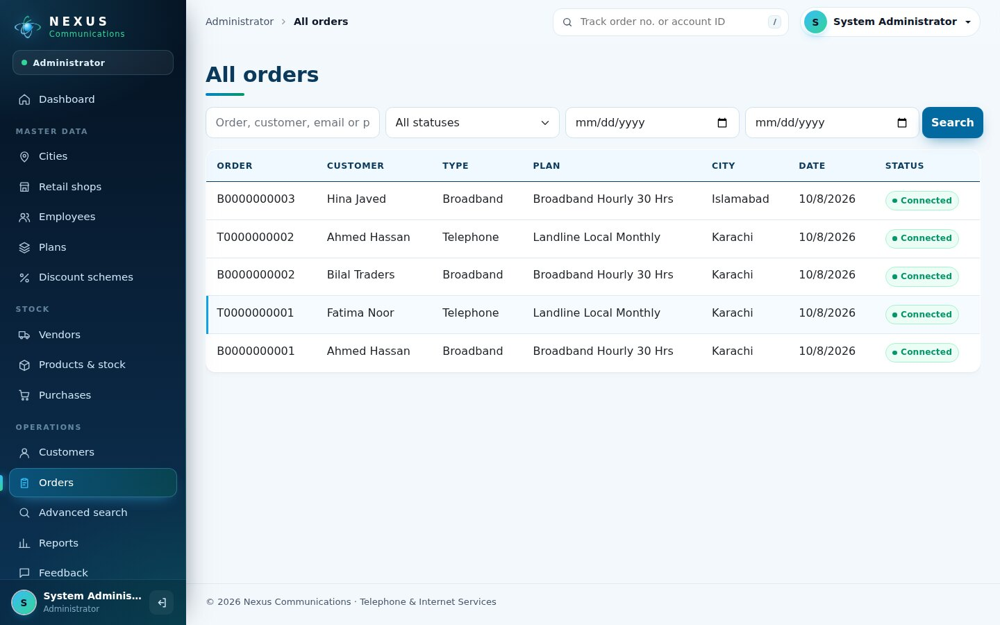 NEXUS
Communications
Administrator
Dashboard
MASTER DATA
Cities
Retail shops
Employees
Plans
Discount schemes
STOCK
Vendors
Products & stock
Purchases
OPERATIONS
Customers
Orders
Advanced search
Reports
Feedback
S System Adminis...
Administrator
Administrator > All orders
Track order no. or account ID /
S System Administrator
All orders
Order, customer, email or p All statuses mm/dd/yyyy mm/dd/yyyy Search
ORDER CUSTOMER TYPE PLAN CITY DATE STATUS
B0000000003 Hina Javed Broadband Broadband Hourly 30 Hrs Islamabad 10/8/2026 Connected
T0000000002 Ahmed Hassan Telephone Landline Local Monthly Karachi 10/8/2026 Connected
B0000000002 Bilal Traders Broadband Broadband Hourly 30 Hrs Karachi 10/8/2026 Connected
T0000000001 Fatima Noor Telephone Landline Local Monthly Karachi 10/8/2026 Connected
B0000000001 Ahmed Hassan Broadband Broadband Hourly 30 Hrs Karachi 10/8/2026 Connected
© 2026 Nexus Communications · Telephone & Internet Services